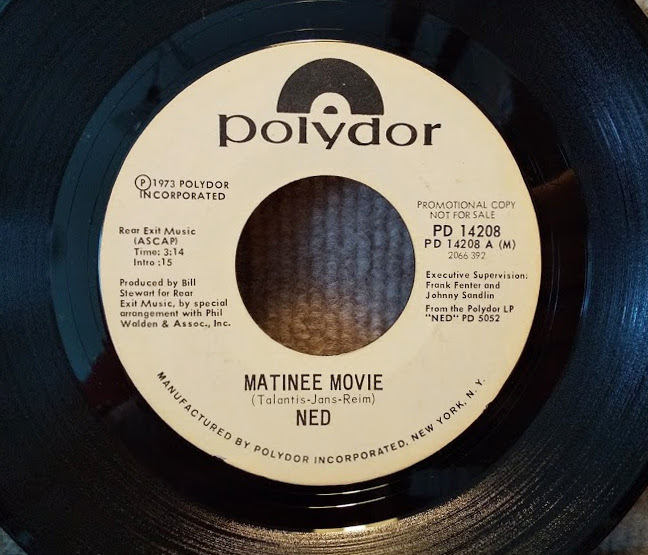 polydor
Ⓟ1973 POLYDOR
INCORPORATED
Rear Exit Music
(ASCAP)
Time: 3:14
Intro :15
Produced by Bill
Stewart for Rear
Exit Music, by special
arrangement with Phil
Walden & Assoc., Inc.
PROMOTIONAL COPY
NOT FOR SALE
PD 14208
PD 14208 A (M)
2066 392
Executive Supervision:
Frank Fenter and
Johnny Sandlin
From the Polydor LP
"NED" PD 5052
MATINEE MOVIE
(Talantis-Jans-Reim)
NED
MANUFACTURED BY POLYDOR INCORPORATED, NEW YORK, N. Y.